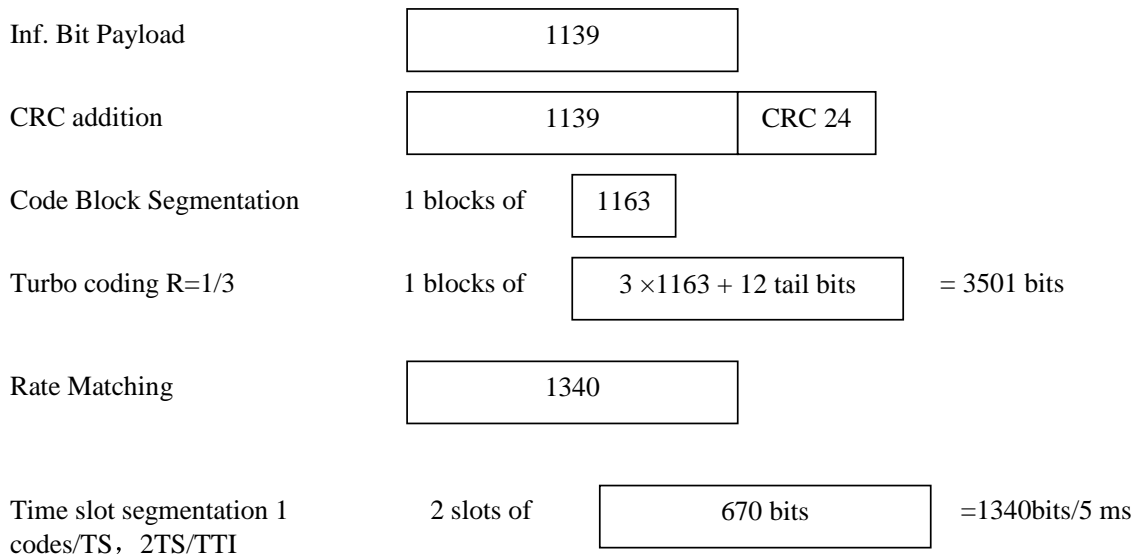 Inf. Bit Payload 1139
CRC addition 1139 CRC 24
Code Block Segmentation 1 blocks of 1163
Turbo coding R=1/3 1 blocks of 3 ×1163 + 12 tail bits = 3501 bits
Rate Matching 1340
Time slot segmentation 1 2 slots of 670 bits =1340bits/5 ms
codes/TS，2TS/TTI